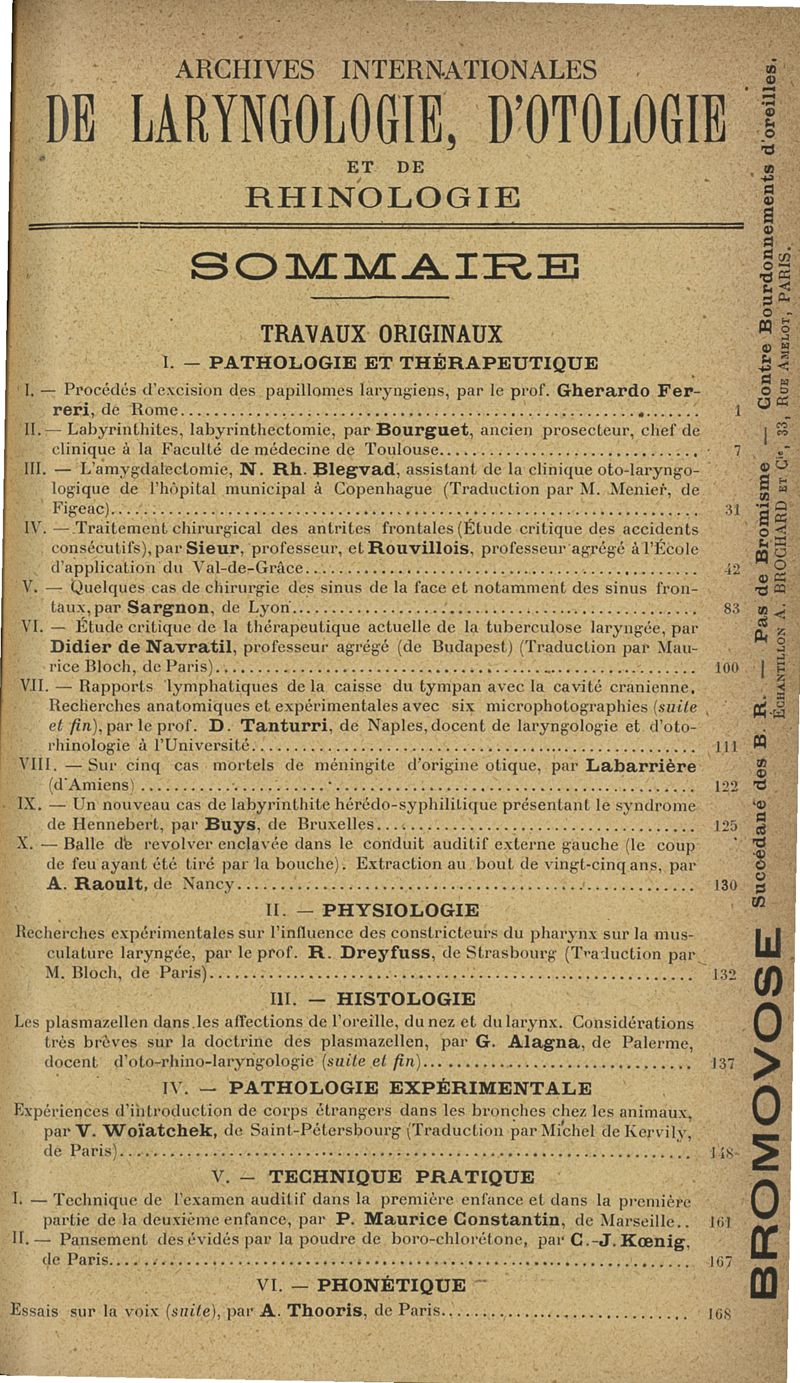 ARCHIVES INTERNATIONALES
DE LARYNGOLOGIE, D'OTOLOGIE
ET DE
RHINOLOGIE
SOMMAIRE
TRAVAUX ORIGINAUX
I. — PATHOLOGIE ET THÉRAPEUTIQUE
I. — Procédés d'excision des papillomes laryngiens, par le prof. Gherardo Fer-
reri, de Rome 1
II. — Labyrinthites, labyrinthectomie, par Bourguet, ancien prosecteur, chef de
clinique à la Faculté de médecine de Toulouse 7
III. — L'amygdalectomie, N. Rh. Blegvad, assistant de la clinique oto-laryngo-
logique de l'hôpital municipal à Copenhague (Traduction par M. Menier, de
Figeac) 31
IV. — Traitement chirurgical des antrites frontales (Étude critique des accidents
consécutifs), par Sieur, professeur, et Rouvillois, professeur agrégé à l'École
d'application du Val-de-Grâce 42
V. — Quelques cas de chirurgie des sinus de la face et notamment des sinus fron-
taux, par Sargnon, de Lyon 83
VI. — Étude critique de la thérapeutique actuelle de la tuberculose laryngée, par
Didier de Navratil, professeur agrégé (de Budapest) (Traduction par Mau-
rice Bloch, de Paris) 100
VII. — Rapports lymphatiques de la caisse du tympan avec la cavité cranienne.
Recherches anatomiques et expérimentales avec six microphotographies (suite
et fin), par le prof. D. Tanturri, de Naples, docent de laryngologie et d'oto-
rhinologie à l'Université 111
VIII. — Sur cinq cas mortels de méningite d'origine otique, par Labarrière
(d'Amiens) 122
IX. — Un nouveau cas de labyrinthite hérédo-syphilitique présentant le syndrome
de Hennebert, par Buys, de Bruxelles 125
X. — Balle de revolver enclavée dans le conduit auditif externe gauche (le coup
de feu ayant été tiré par la bouche). Extraction au bout de vingt-cinq ans, par
A. Raoult, de Nancy 130
II. — PHYSIOLOGIE
Recherches expérimentales sur l'influence des constricteurs du pharynx sur la mus-
culature laryngée, par le prof. R. Dreyfuss, de Strasbourg (Traduction par
M. Bloch, de Paris) 132
III. — HISTOLOGIE
Les plasmazellen dans les affections de l'oreille, du nez et du larynx. Considérations
très brèves sur la doctrine des plasmazellen, par G. Alagna, de Palerme,
docent d'oto-rhino-laryngologie (suite et fin) 137
IV. — PATHOLOGIE EXPÉRIMENTALE
Expériences d'introduction de corps étrangers dans les bronches chez les animaux,
par V. Woïatchek, de Saint-Pétersbourg (Traduction par Michel de Kervily,
de Paris) 148
V. — TECHNIQUE PRATIQUE
I. — Technique de l'examen auditif dans la première enfance et dans la première
partie de la deuxième enfance, par P. Maurice Constantin, de Marseille.. 161
II. — Pansement des évidés par la poudre de boro-chlorétone, par C.-J. Kœnig,
de Paris 167
VI. — PHONÉTIQUE
Essais sur la voix (suite), par A. Thooris, de Paris 168
BROMOVOSE Succédané des B. R. — Pas de Bromisme — Contre Bourdonnements d'oreilles.
ÉCHANTILLON A. BROCHARD ET Cie, 33, RUE AMELOT, PARIS.